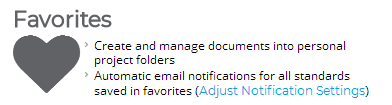 Favorites
› Create and manage documents into personal
project folders
› Automatic email notifications for all standards
saved in favorites (Adjust Notification Settings)